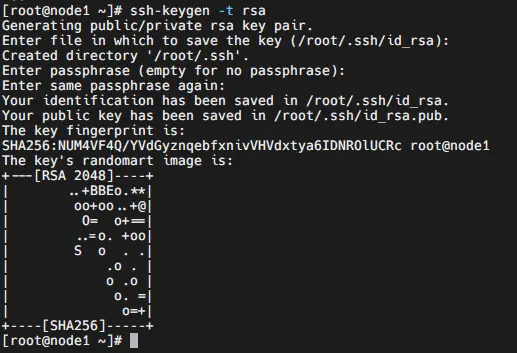 [root@node1 ~]# ssh-keygen -t rsa
Generating public/private rsa key pair.
Enter file in which to save the key (/root/.ssh/id_rsa):
Created directory '/root/.ssh'.
Enter passphrase (empty for no passphrase):
Enter same passphrase again:
Your identification has been saved in /root/.ssh/id_rsa.
Your public key has been saved in /root/.ssh/id_rsa.pub.
The key fingerprint is:
SHA256:NUM4VF4Q/YVdGyznqebfxnivVHVdxtya6IDNROlUCRc root@node1
The key's randomart image is:
+---[RSA 2048]----+
|       ..+BBEo.**|
|        oo+oo..+@|
|         O=  o+==|
|        ..=o. +oo|
|        S  o  . .|
|            .o . |
|            o .o |
|             o. =|
|              o=+|
+----[SHA256]-----+
[root@node1 ~]#